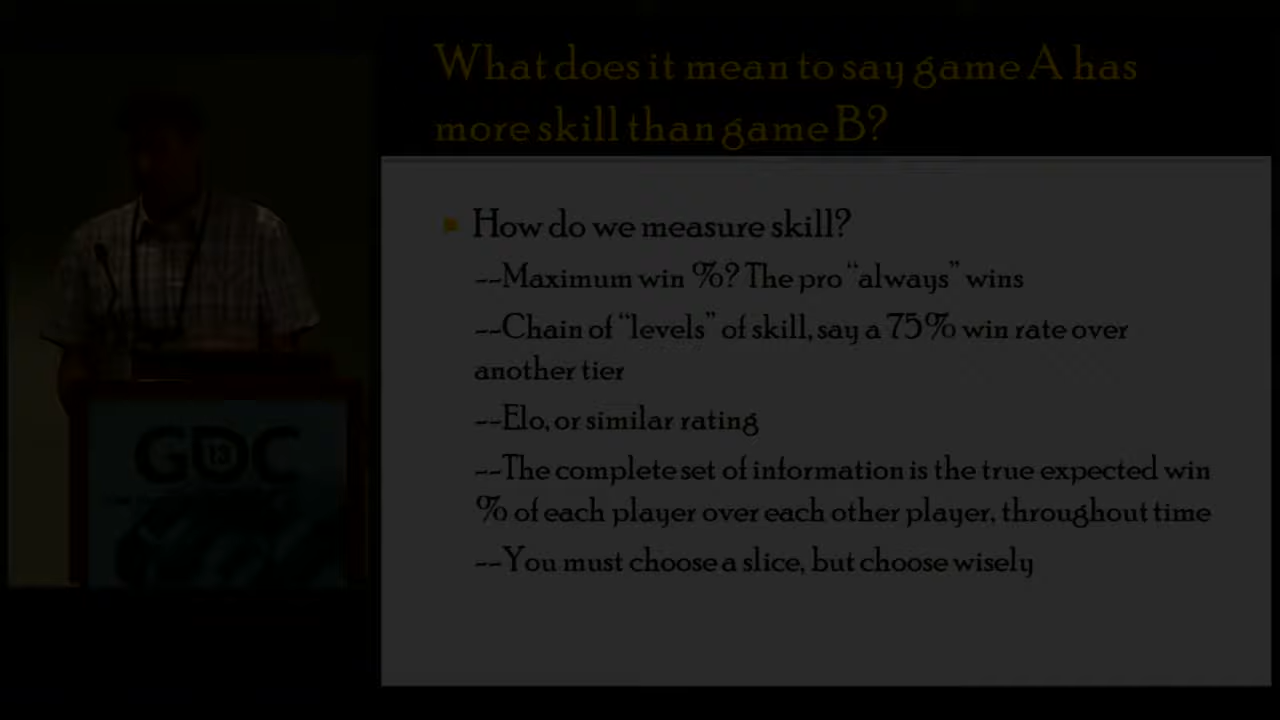 What does it mean to say game A has
more skill than game B?
How do we measure skill?
--Maximum win %? The pro “always” wins
--Chain of “levels” of skill, say a 75% win rate over
another tier
--Elo, or similar rating
--The complete set of information is the true expected win
% of each player over each other player, throughout time
--You must choose a slice, but choose wisely
GDC
13